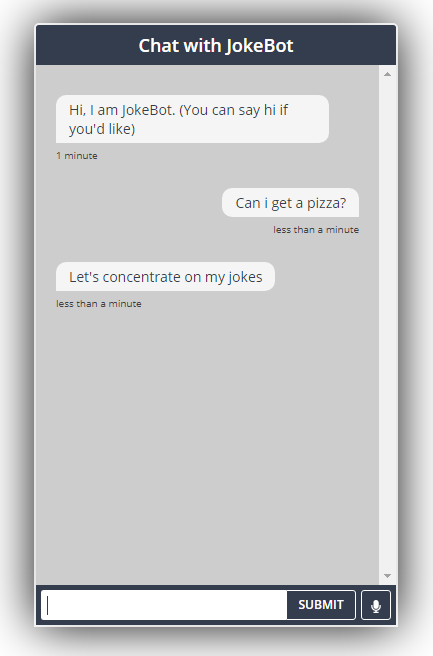 Chat with JokeBot
Hi, I am JokeBot. (You can say hi if
you'd like)
1 minute
Can i get a pizza?
less than a minute
Let's concentrate on my jokes
less than a minute
SUBMIT